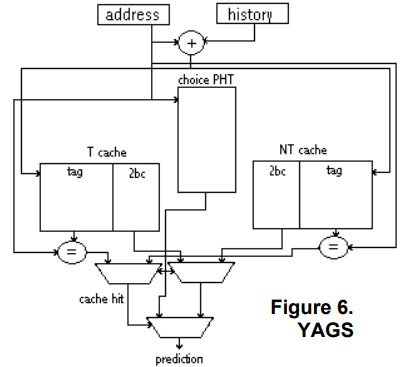 address
history
+
choice PHT
T cache
NT cache
tag
2bc
2bc
tag
=
=
cache hit
Figure 6.
YAGS
prediction